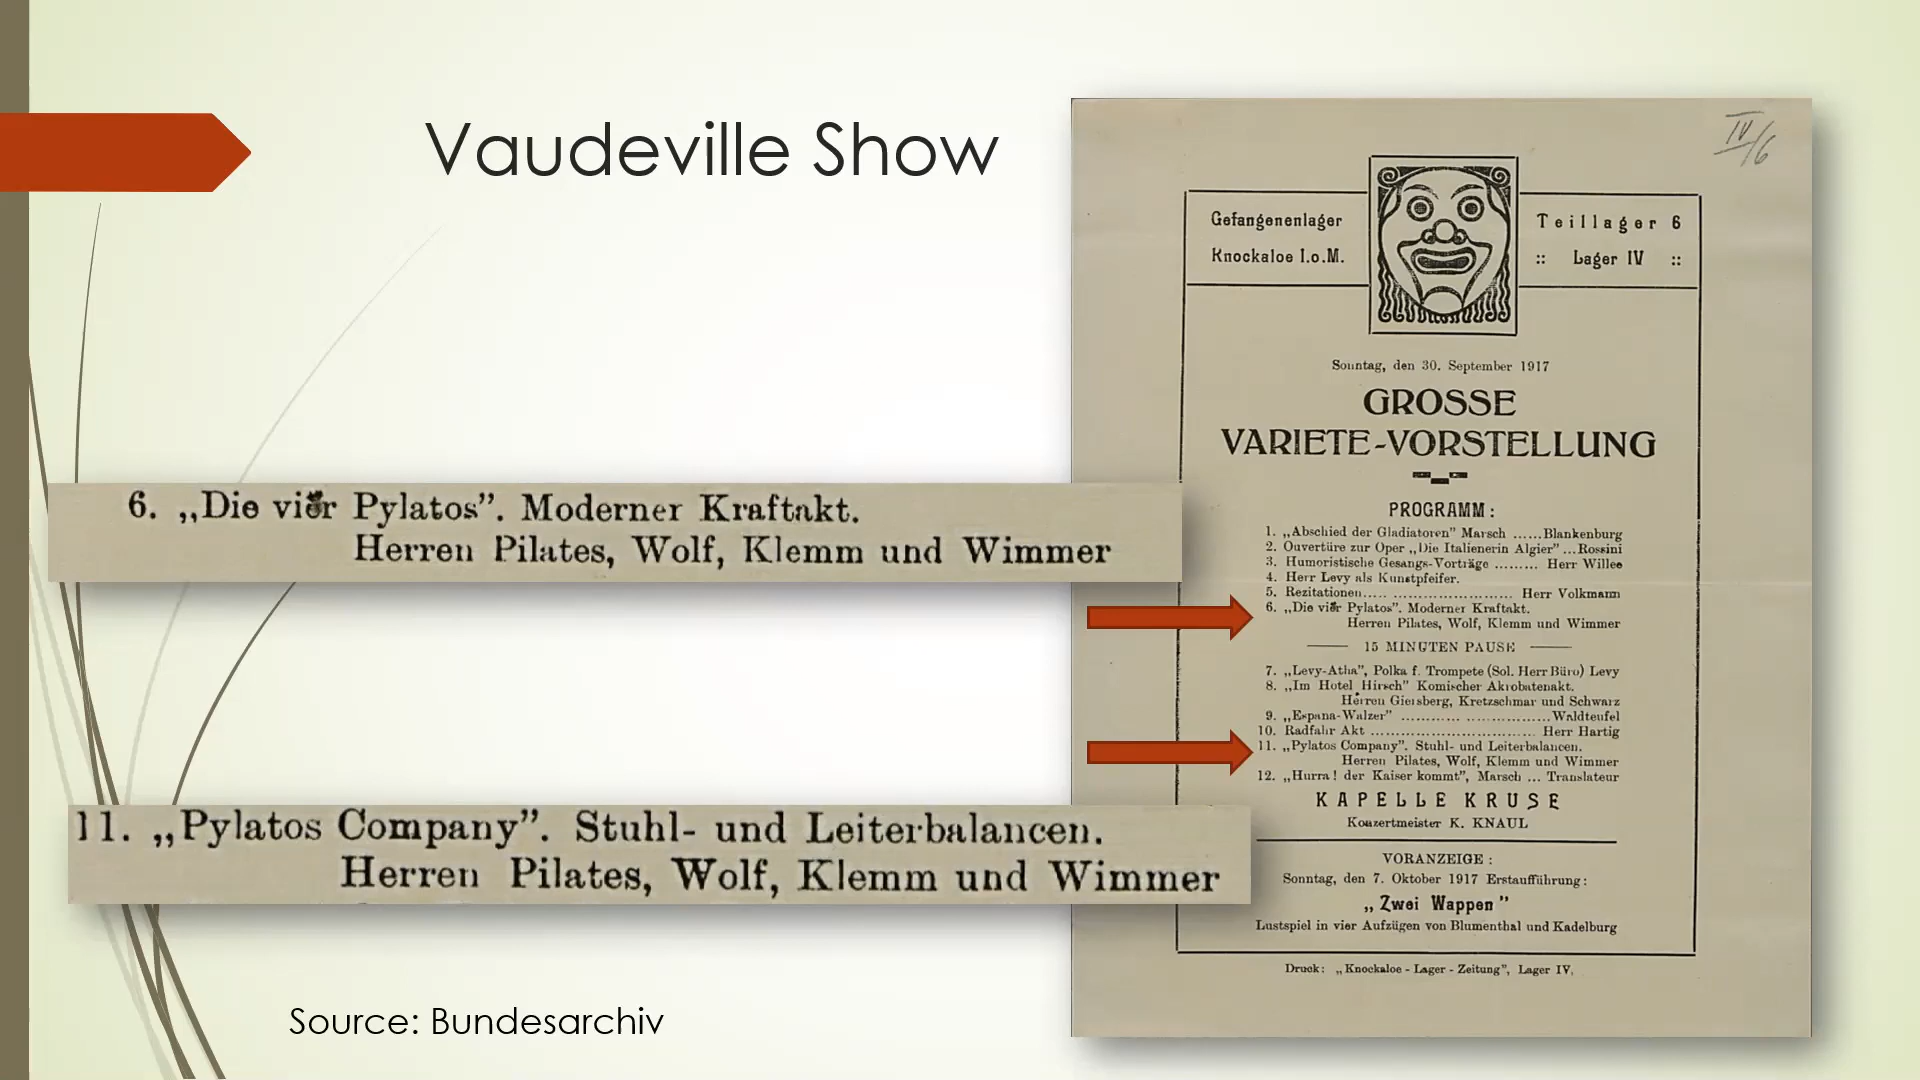 Vaudeville Show
6. „Die vier Pylatos”. Moderner Kraftakt.
Herren Pilates, Wolf, Klemm und Wimmer
11. „Pylatos Company”. Stuhl- und Leiterbalancen.
Herren Pilates, Wolf, Klemm und Wimmer
Source: Bundesarchiv
IV/6
Gefangenenlager
Knockaloe I.o.M.
Teillager 6
:: Lager IV ::
Sonntag, den 30. September 1917
GROSSE
VARIETE-VORSTELLUNG
PROGRAMM:
1. „Abschied der Gladiatoren” Marsch ......Blankenburg
2. Ouvertüre zur Oper „Die Italienerin Algier” ...Rossini
3. Humoristische Gesangs-Vorträge ......... Herr Willee
4. Herr Levy als Kunstpfeifer.
5. Rezitationen..... ........................ Herr Volkmann
6. „Die vier Pylatos”. Moderner Kraftakt.
Herren Pilates, Wolf, Klemm und Wimmer
15 MINUTEN PAUSE
7. „Levy-Atha”, Polka f. Trompete (Sol. Herr Büro) Levy
8. „Im Hotel Hirsch” Komischer Akrobatenakt.
Herren Giersberg, Kretzschmar und Schwarz
9. „Espana-Walzer” ............ .................Waldteufel
10. Radfahr Akt ................................. Herr Hartig
11. „Pylatos Company”. Stuhl- und Leiterbalancen.
Herren Pilates, Wolf, Klemm und Wimmer
12. „Hurra! der Kaiser kommt”, Marsch ... Translateur
KAPELLE KRUSE
Konzertmeister K. KNAUL
VORANZEIGE:
Sonntag, den 7. Oktober 1917 Erstaufführung:
„Zwei Wappen”
Lustspiel in vier Aufzügen von Blumenthal und Kadelburg
Druck: „Knockaloe - Lager - Zeitung”, Lager IV,